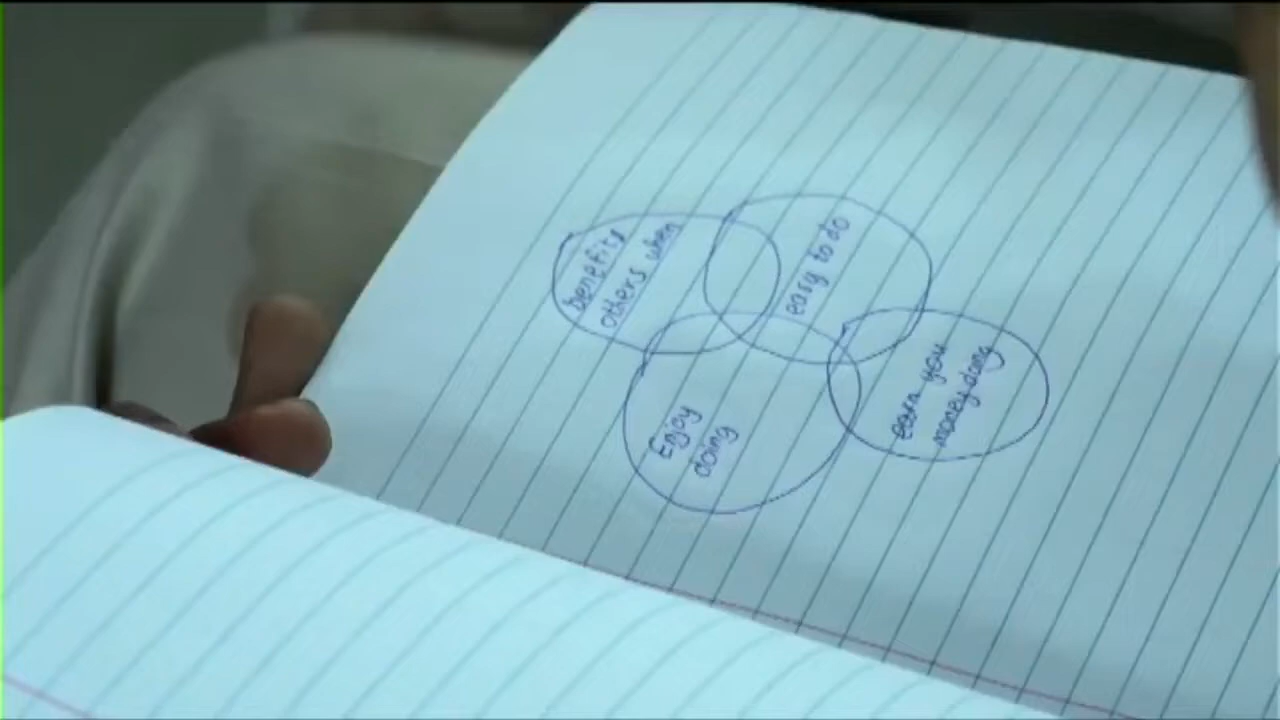 benefits
others when
easy to do
Enjoy
doing
earn you
money doing